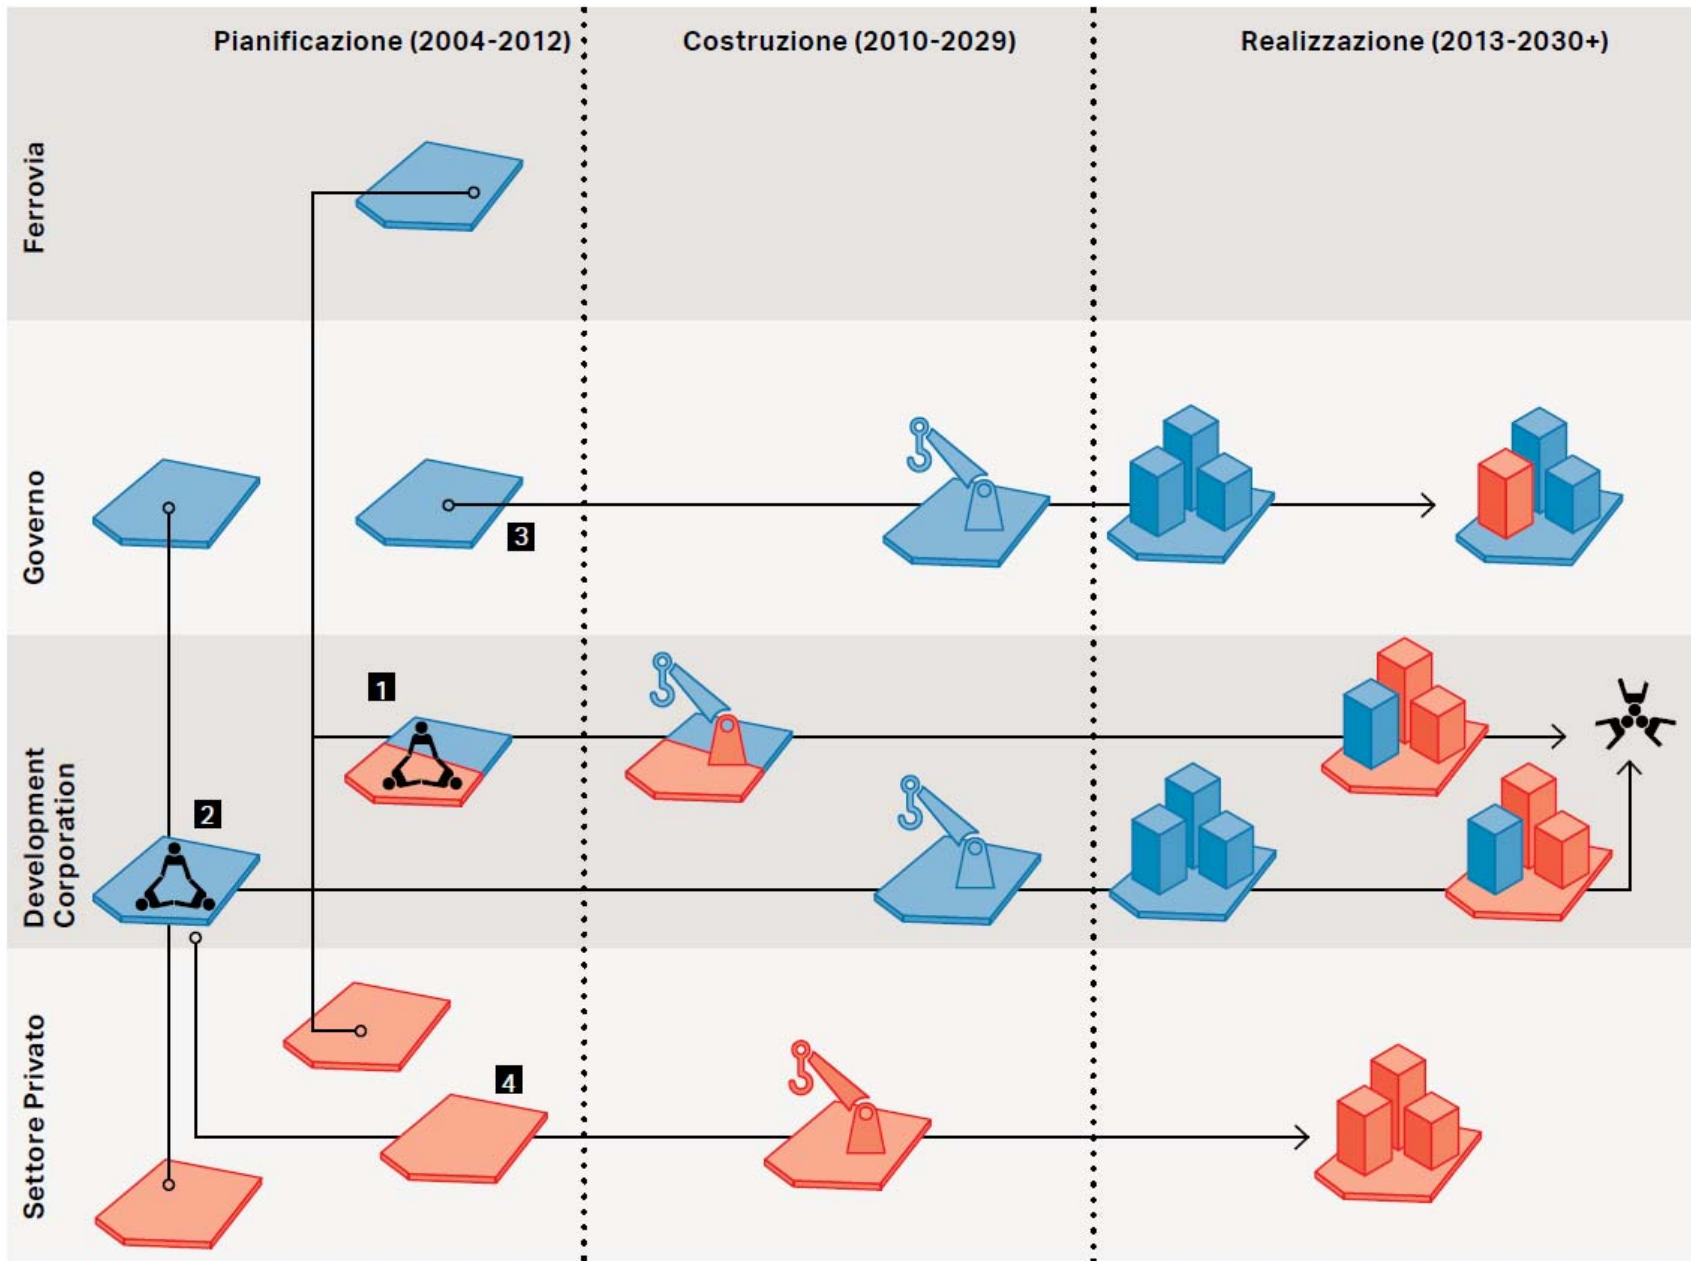 Pianificazione (2004-2012)
Costruzione (2010-2029)
Realizzazione (2013-2030+)
Ferrovia
Governo
3
Development
Corporation
1
2
Settore Privato
4